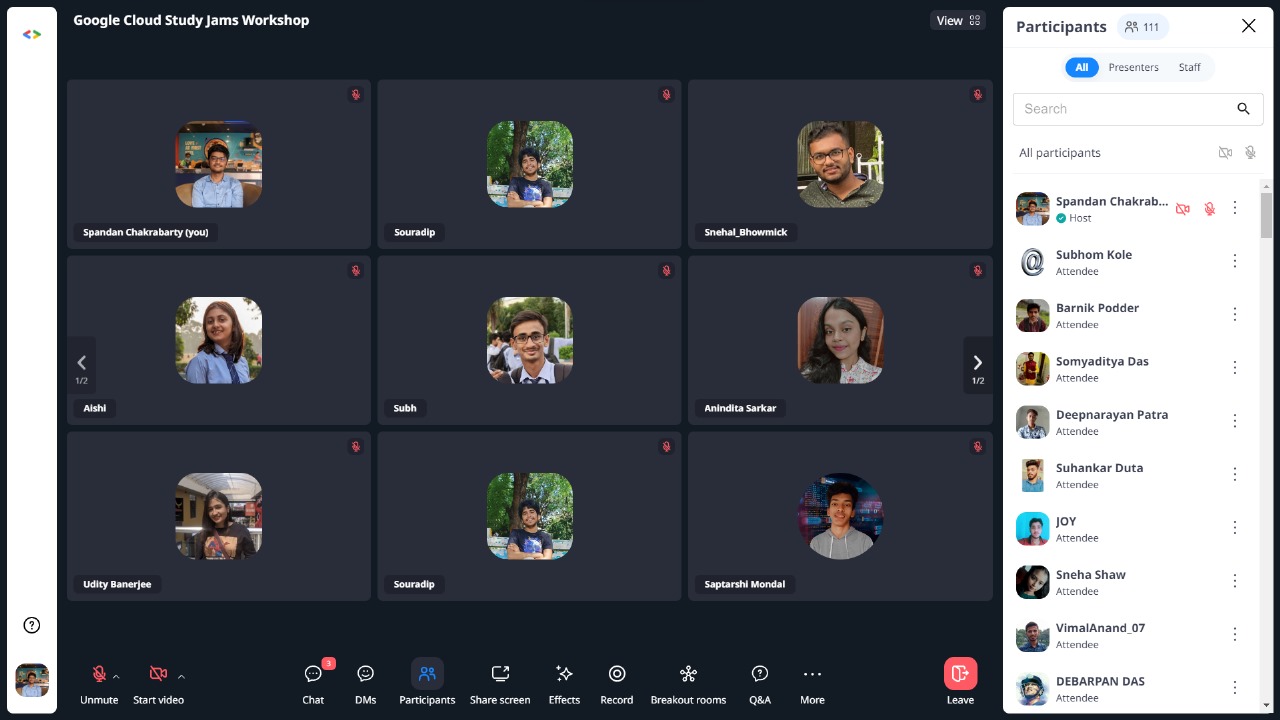 Google Cloud Study Jams Workshop
View
Spandan Chakrabarty (you)
Souradip
Snehal_Bhowmick
1/2
Aishi
Subh
Anindita Sarkar
1/2
Udity Banerjee
Souradip
Saptarshi Mondal
Unmute
Start video
3
Chat
DMs
Participants
Share screen
Effects
Record
Breakout rooms
Q&A
More
Leave
Participants 111
All Presenters Staff
Search
All participants
Spandan Chakrab...
Host
Subhom Kole
Attendee
Barnik Podder
Attendee
Somyaditya Das
Attendee
Deepnarayan Patra
Attendee
Suhankar Duta
Attendee
JOY
Attendee
Sneha Shaw
Attendee
VimalAnand_07
Attendee
DEBARPAN DAS
Attendee